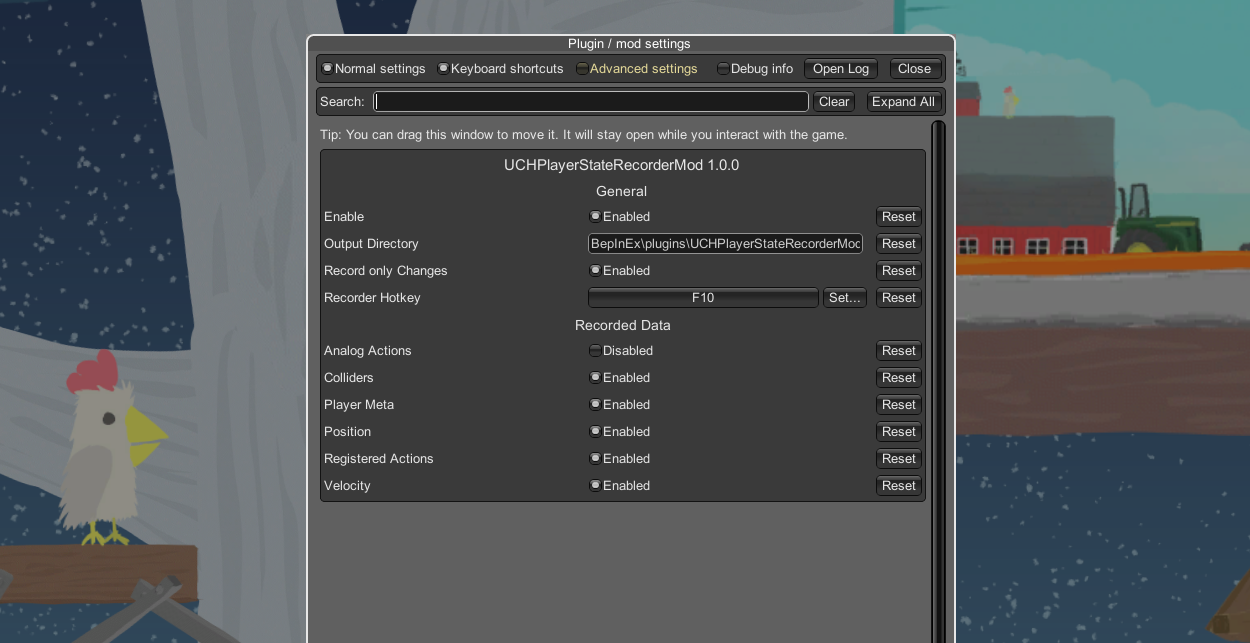 Plugin / mod settings
Normal settings Keyboard shortcuts Advanced settings Debug info Open Log Close
Search: Clear Expand All
Tip: You can drag this window to move it. It will stay open while you interact with the game.
UCHPlayerStateRecorderMod 1.0.0
General
Enable Enabled Reset
Output Directory BepInEx\plugins\UCHPlayerStateRecorderMod Reset
Record only Changes Enabled Reset
Recorder Hotkey F10 Set... Reset
Recorded Data
Analog Actions Disabled Reset
Colliders Enabled Reset
Player Meta Enabled Reset
Position Enabled Reset
Registered Actions Enabled Reset
Velocity Enabled Reset